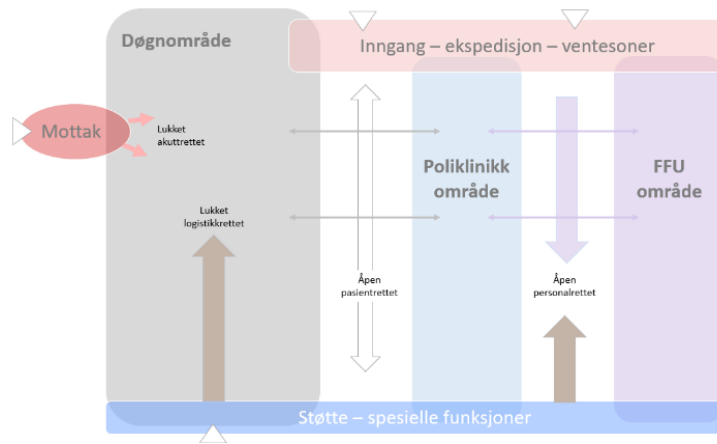 Døgnområde
Inngang – ekspedisjon – ventesoner
Mottak
Lukket
akuttrettet
Poliklinikk
område
FFU
område
Lukket
logistikkrettet
Åpen
pasientrettet
Åpen
personalrettet
Støtte – spesielle funksjoner